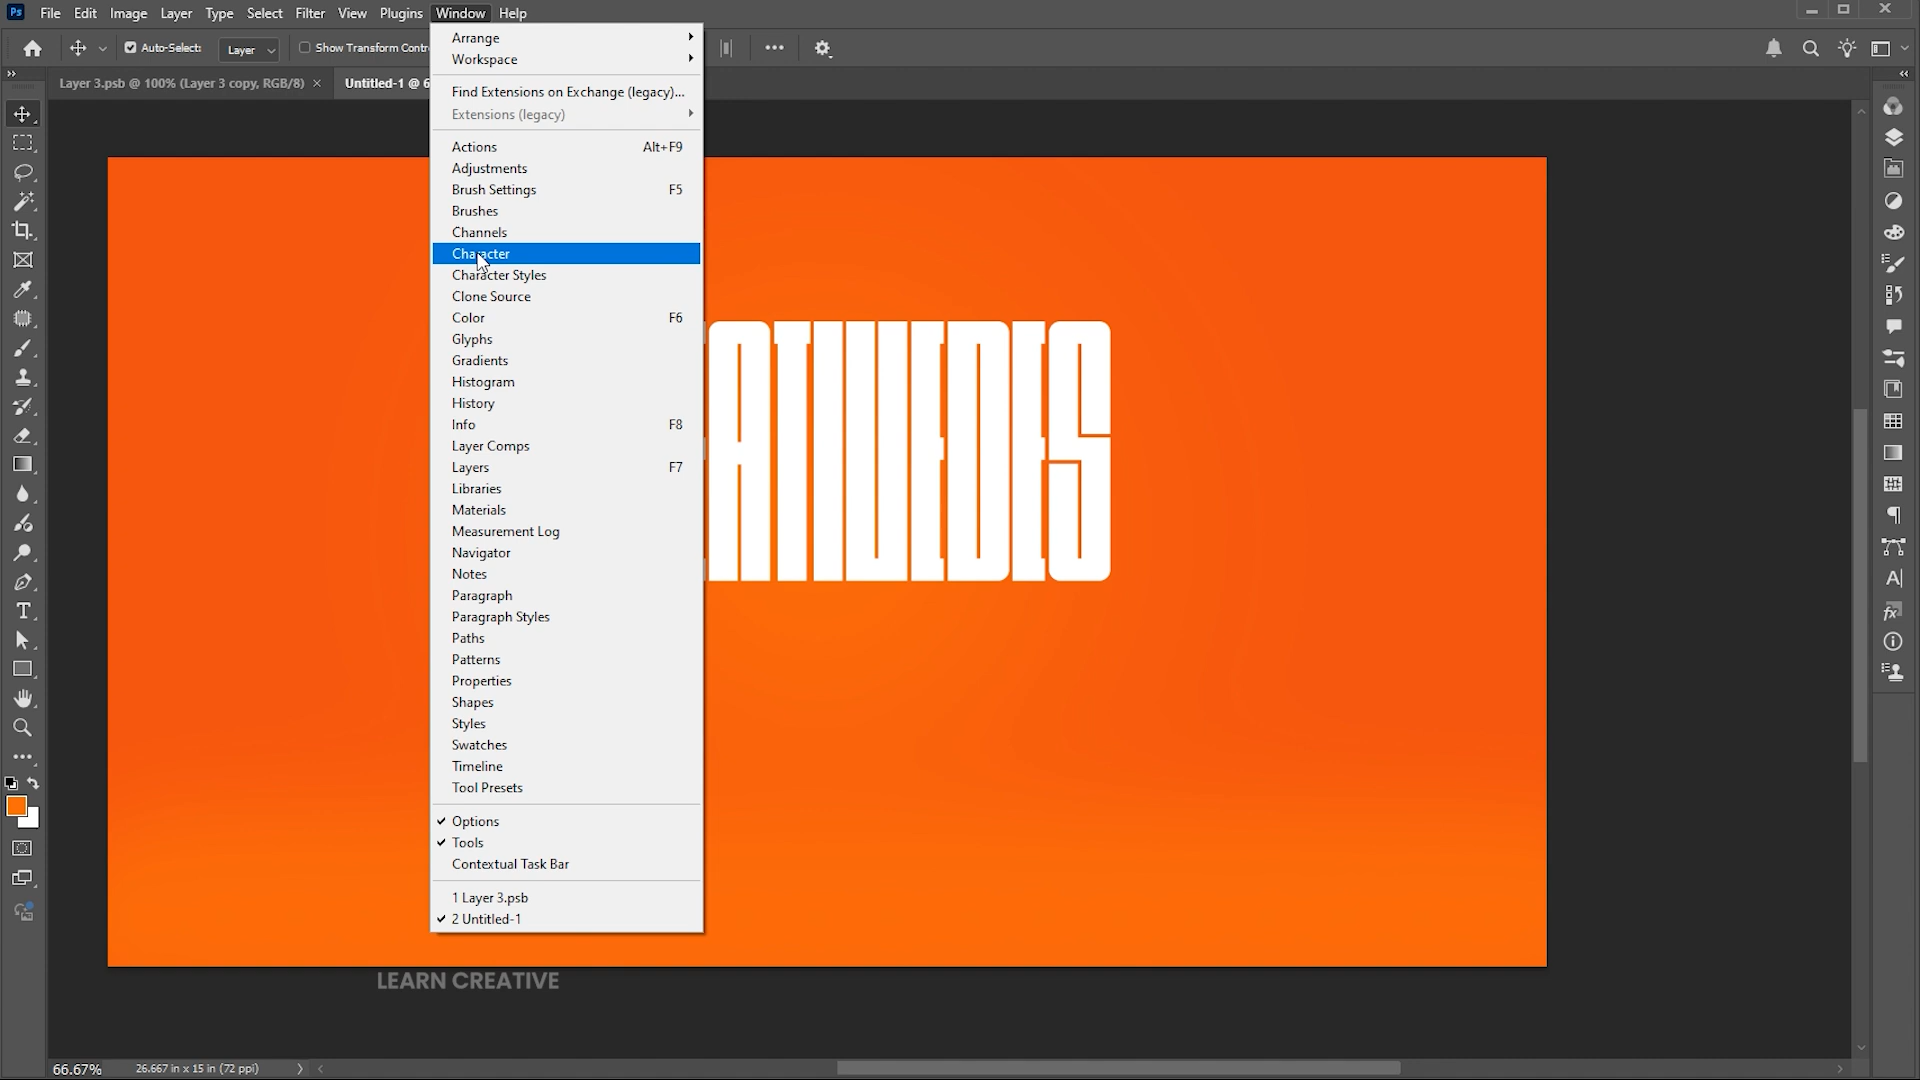 Ps File Edit Image Layer Type Select Filter View Plugins Window Help
Auto-Select: Layer Show Transform Contr
Layer 3.psb @ 100% (Layer 3 copy, RGB/8) × Untitled-1 @ 6
Arrange
Workspace
Find Extensions on Exchange (legacy)...
Extensions (legacy)
Actions Alt+F9
Adjustments
Brush Settings F5
Brushes
Channels
Character
Character Styles
Clone Source
Color F6
Glyphs
Gradients
Histogram
History
Info F8
Layer Comps
Layers F7
Libraries
Materials
Measurement Log
Navigator
Notes
Paragraph
Paragraph Styles
Paths
Patterns
Properties
Shapes
Styles
Swatches
Timeline
Tool Presets
Options
Tools
Contextual Task Bar
1 Layer 3.psb
2 Untitled-1
ATIVEDES
LEARN CREATIVE
66.67% 26.667 in x 15 in (72 ppi)